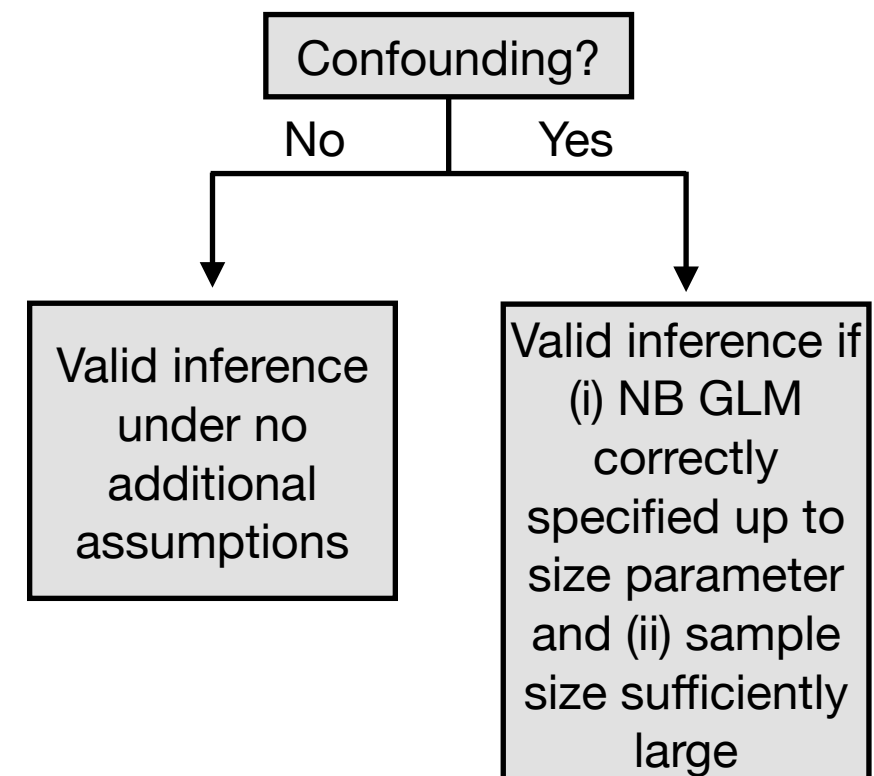 Confounding?
No
Yes
Valid inference
under no
additional
assumptions
Valid inference if
(i) NB GLM
correctly
specified up to
size parameter
and (ii) sample
size sufficiently
large